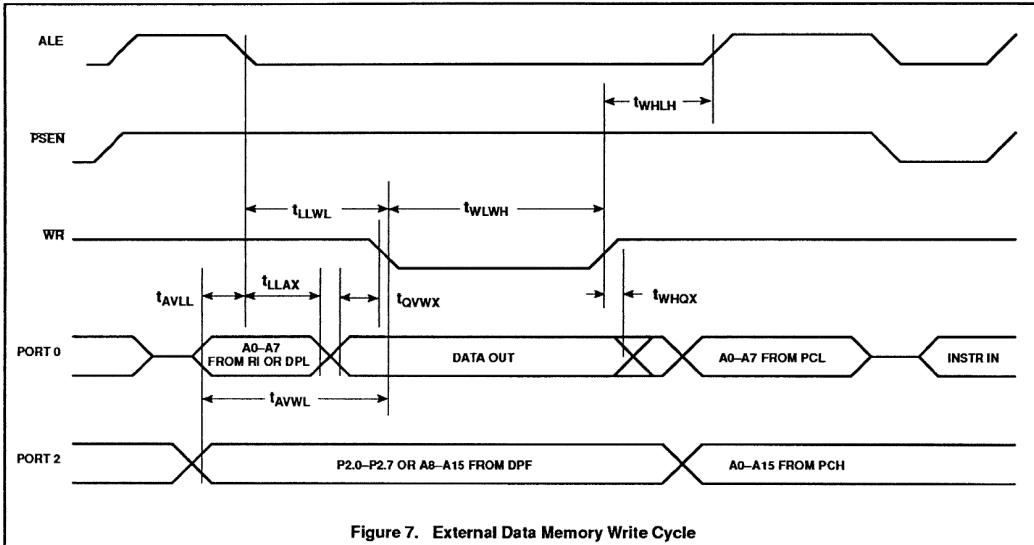 ALE
tWHLH
PSEN
tLLWL
tWLWH
WR
tAVLL
tLLAX
tQVWX
tWHQX
PORT 0
A0–A7
FROM RI OR DPL
DATA OUT
A0–A7 FROM PCL
INSTR IN
tAVWL
PORT 2
P2.0–P2.7 OR A8–A15 FROM DPF
A0–A15 FROM PCH
Figure 7. External Data Memory Write Cycle